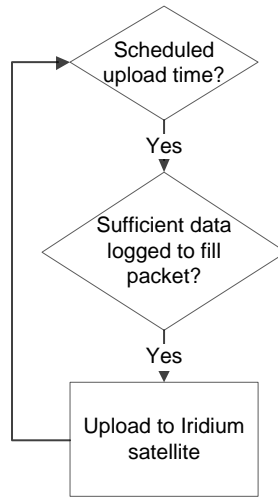 Scheduled
upload time?
Yes
Sufficient data
logged to fill
packet?
Yes
Upload to Iridium
satellite